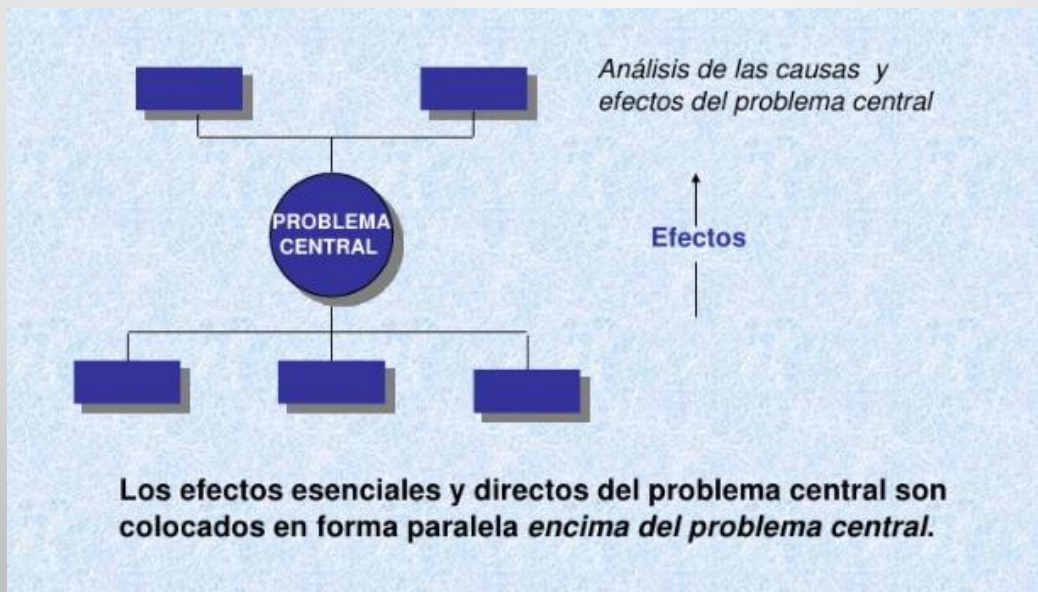 Análisis de las causas y
efectos del problema central
PROBLEMA
CENTRAL
Efectos
Los efectos esenciales y directos del problema central son
colocados en forma paralela encima del problema central.